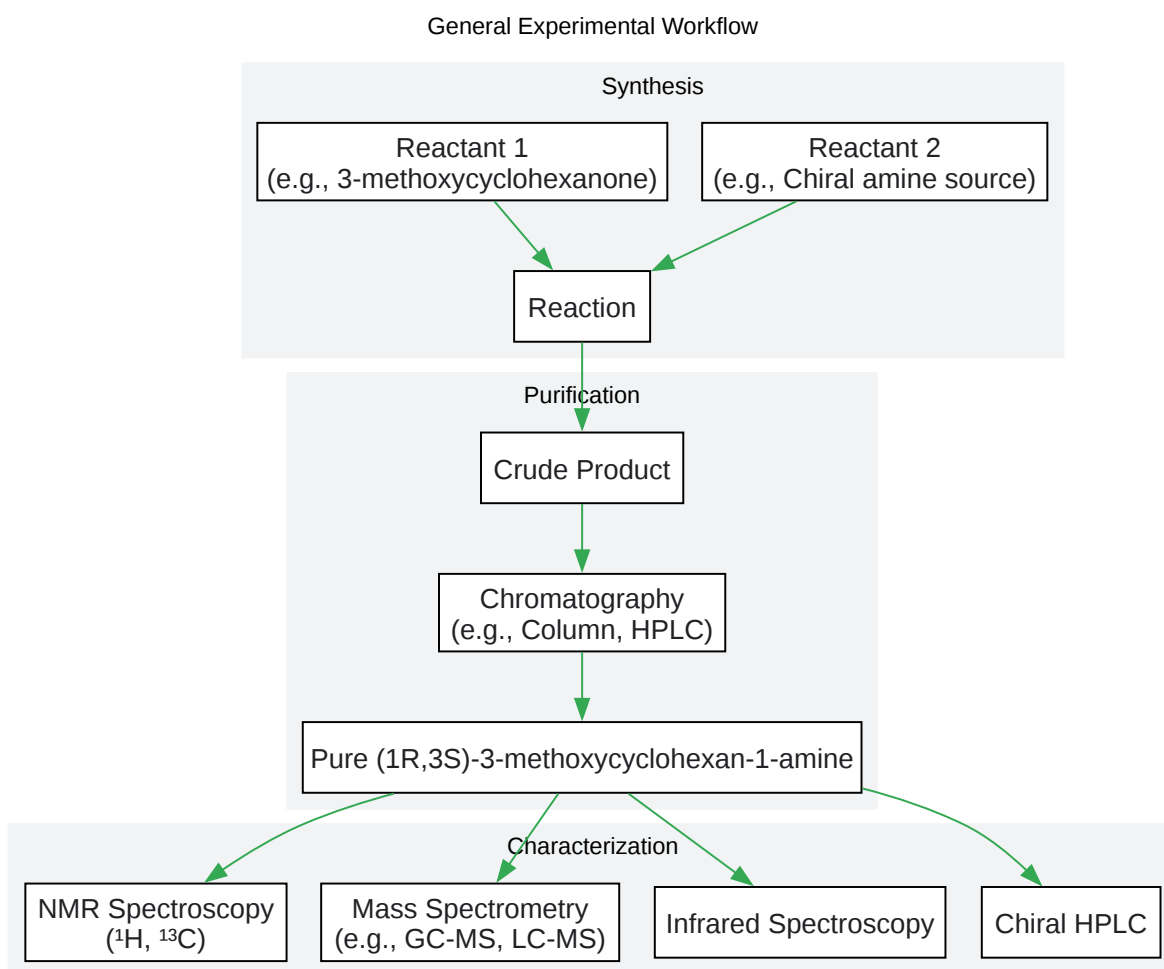 General Experimental Workflow
Synthesis
Reactant 1
(e.g., 3-methoxycyclohexanone)
Reactant 2
(e.g., Chiral amine source)
Reaction
Purification
Crude Product
Chromatography
(e.g., Column, HPLC)
Pure (1R,3S)-3-methoxycyclohexan-1-amine
Characterization
NMR Spectroscopy
(¹H, ¹³C)
Mass Spectrometry
(e.g., GC-MS, LC-MS)
Infrared Spectroscopy
Chiral HPLC